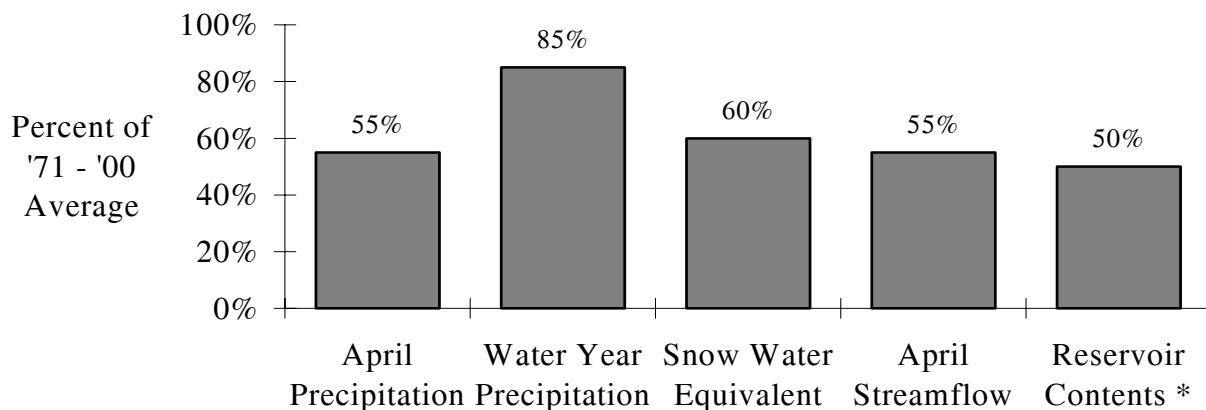 100%
80%
60%
40%
20%
0%
Percent of
'71 - '00
Average
55%
85%
60%
55%
50%
April
Precipitation
Water Year
Precipitation
Snow Water
Equivalent
April
Streamflow
Reservoir
Contents *